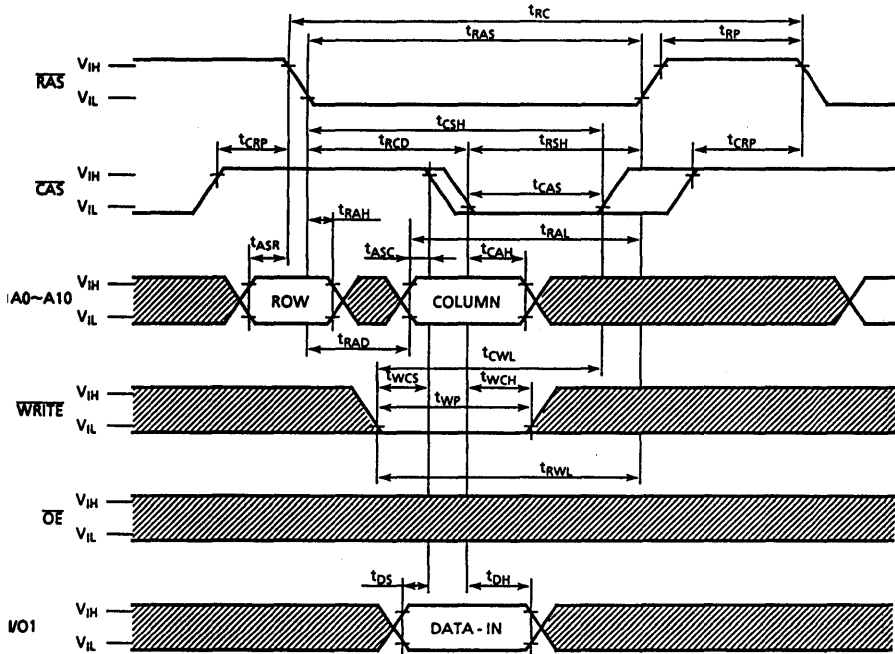 tRC
tRAS tRP
VIH
RAS
VIL
tCSH
tCRP tRCD tRSH tCRP
VIH
CAS
VIL
tCAS
tRAH
tASR tASC tRAL
tCAH
VIH
A0~A10 ROW COLUMN
VIL
tRAD
tCWL
tWCS tWCH
VIH
WRITE tWP
VIL
tRWL
VIH
OE
VIL
tDS tDH
VIH
I/O1 DATA-IN
VIL